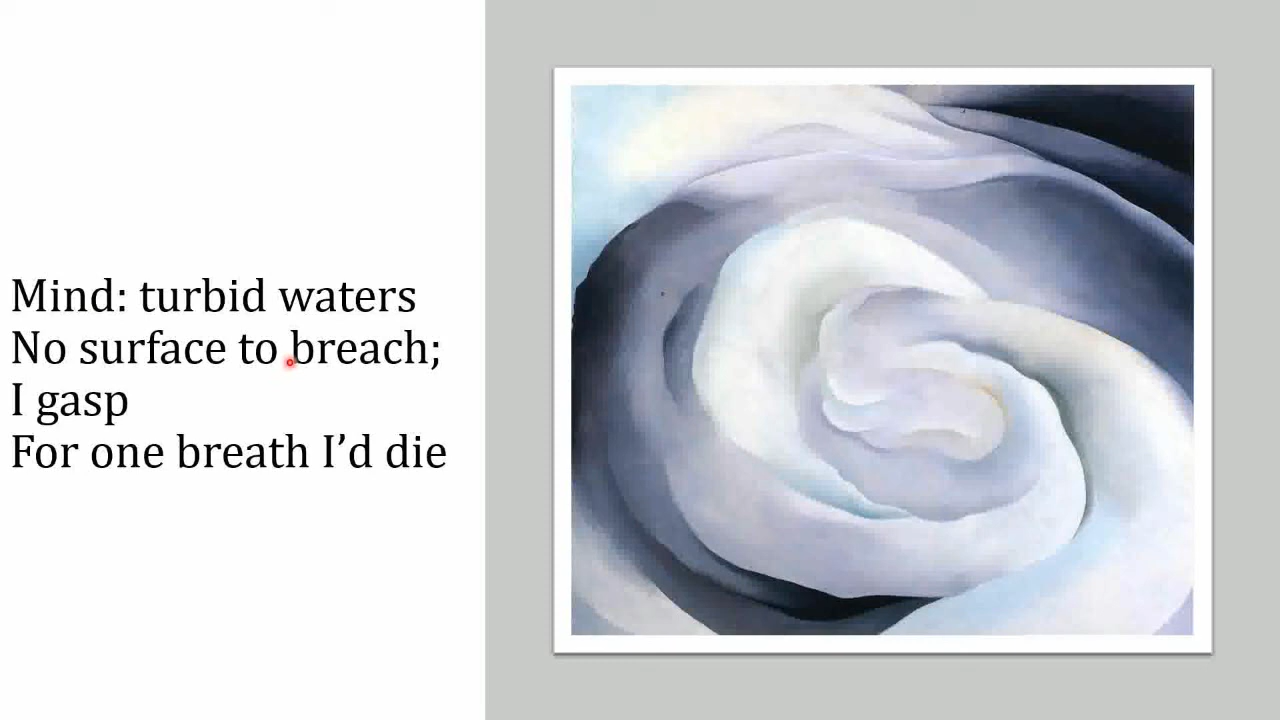 Mind: turbid waters
No surface to breach;
I gasp
For one breath I’d die